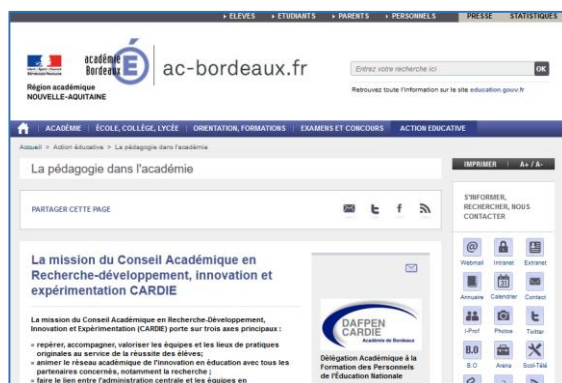 ELEVES ETUDIANTS PARENTS PERSONNELS PRESSE STATISTIQUES
académie
Bordeaux
ac-bordeaux.fr
Région académique
NOUVELLE-AQUITAINE
Entrez votre recherche ici
OK
Retrouvez toute l'information sur le site education.gouv.fr
ACADÉMIE ÉCOLE, COLLÈGE, LYCÉE ORIENTATION, FORMATIONS EXAMENS ET CONCOURS ACTION EDUCATIVE
Accueil > Action éducative > La pédagogie dans l'académie
La pédagogie dans l'académie
IMPRIMER A+ / A-
PARTAGER CETTE PAGE
S'INFORMER,
RECHERCHER, NOUS
CONTACTER
Webmail Intranet Extranet
Annuaire Calendrier Contact
I-Prof Photos Twitter
B.O
B.O Arena Scol-Télé
La mission du Conseil Académique en
Recherche-développement, innovation et
expérimentation CARDIE
La mission du Conseil Académique en Recherche-Développement,
Innovation et Expérimentation (CARDIE) porte sur trois axes principaux :
» repérer, accompagner, valoriser les équipes et les lieux de pratiques
originales au service de la réussite des élèves;
» animer le réseau académique de l'innovation en éducation avec tous les
partenaires concernés, notamment la recherche ;
» faire le lien entre l'administration centrale et les équipes en
DAFPEN
CARDIE
Académie de Bordeaux
Délégation Académique à la
Formation des Personnels
de l'Éducation Nationale